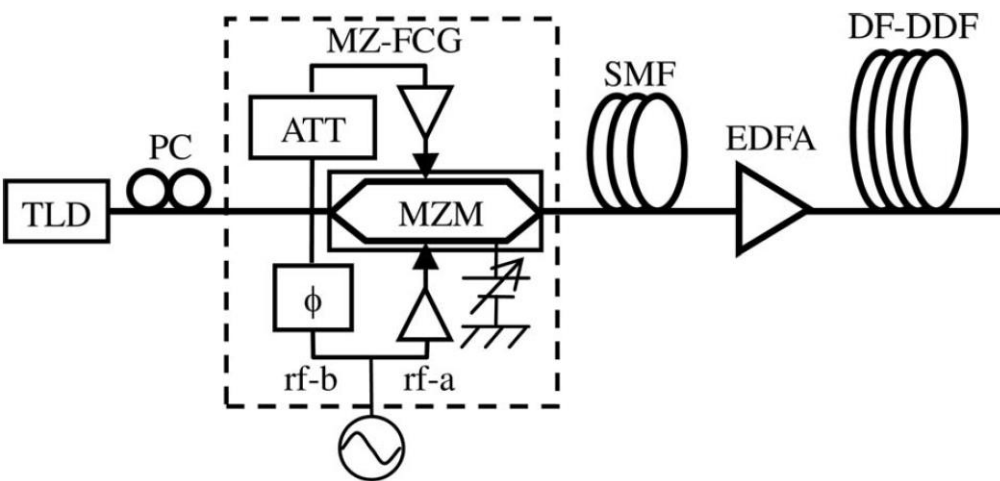 MZ-FCG
DF-DDF
SMF
ATT
PC
EDFA
TLD
MZM
ϕ
rf-b
rf-a